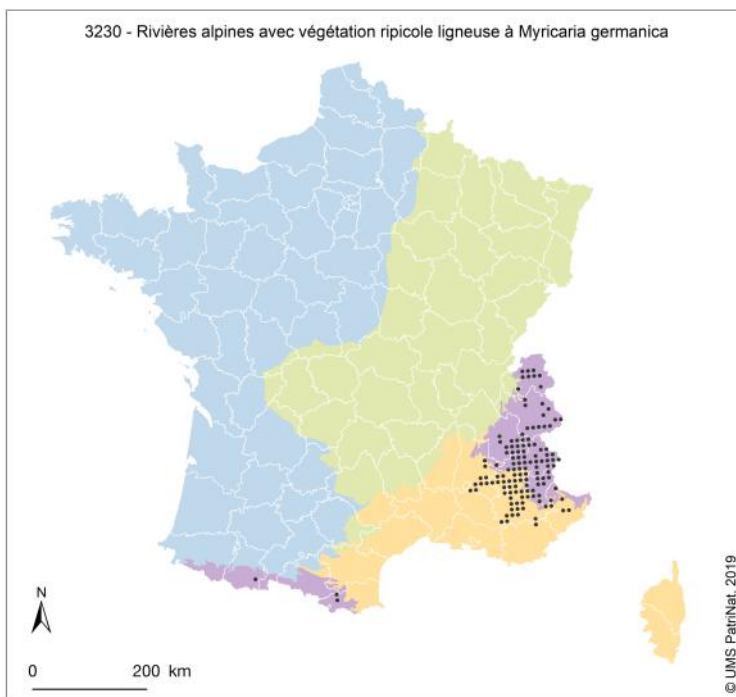 3230 - Rivières alpines avec végétation ripicole ligneuse à Myricaria germanica
N
0 200 km
© UMS PatriNat, 2019